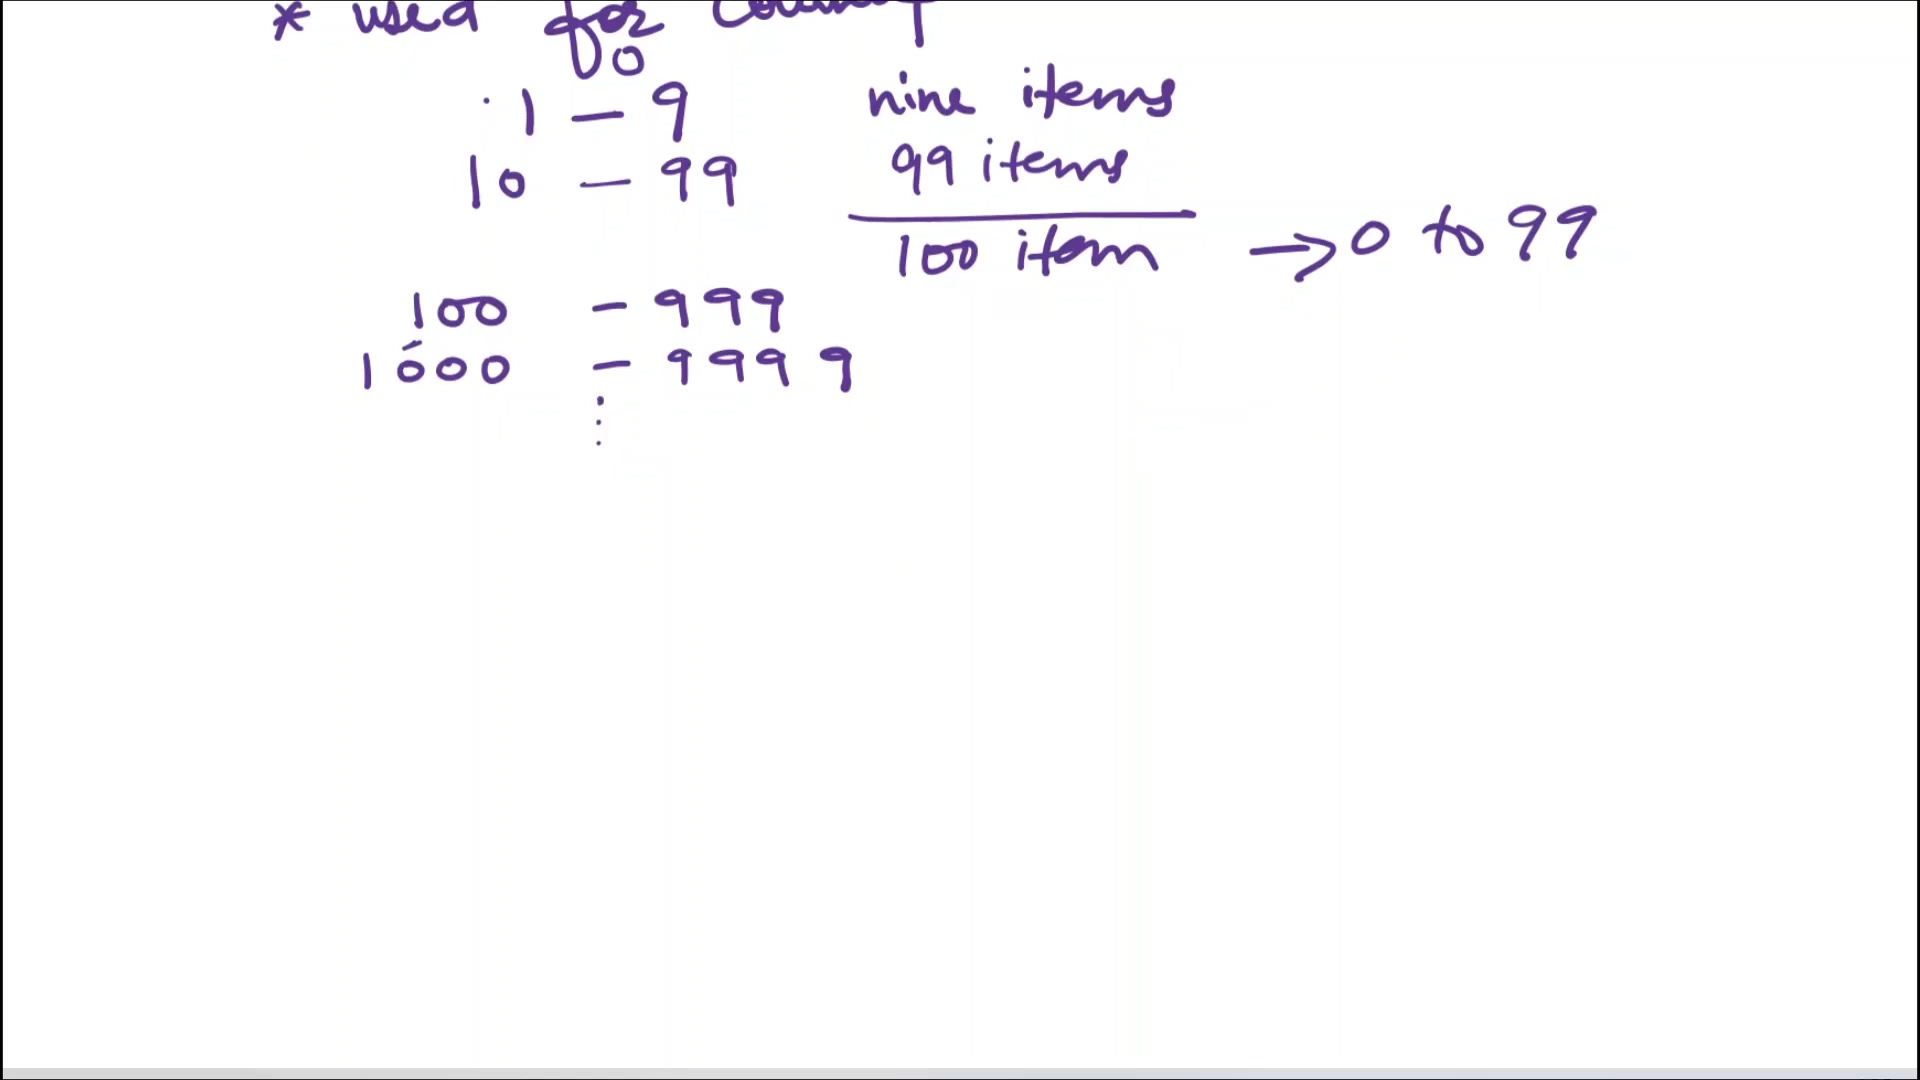 * used for
0
1 — 9 nine items
10 — 99 99 items
100 item → 0 to 99
100 - 999
1000 - 9999